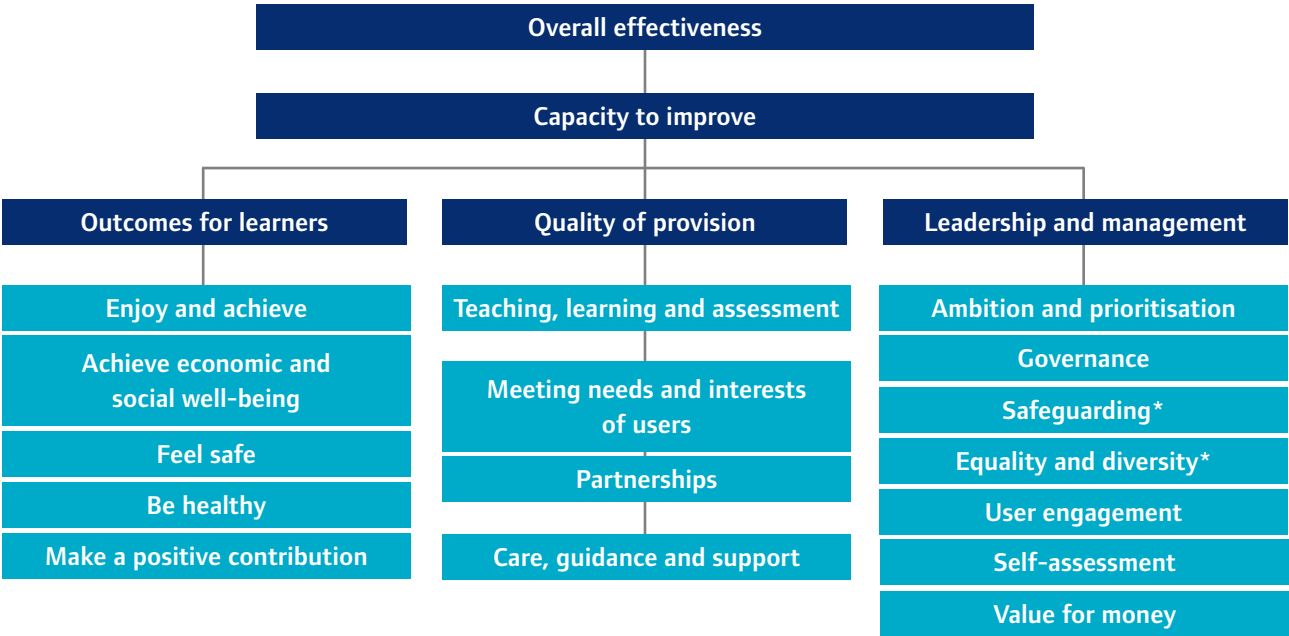 Overall effectiveness
Capacity to improve
Outcomes for learners
Enjoy and achieve
Achieve economic and
social well-being
Feel safe
Be healthy
Make a positive contribution
Quality of provision
Teaching, learning and assessment
Meeting needs and interests
of users
Partnerships
Care, guidance and support
Leadership and management
Ambition and prioritisation
Governance
Safeguarding*
Equality and diversity*
User engagement
Self-assessment
Value for money